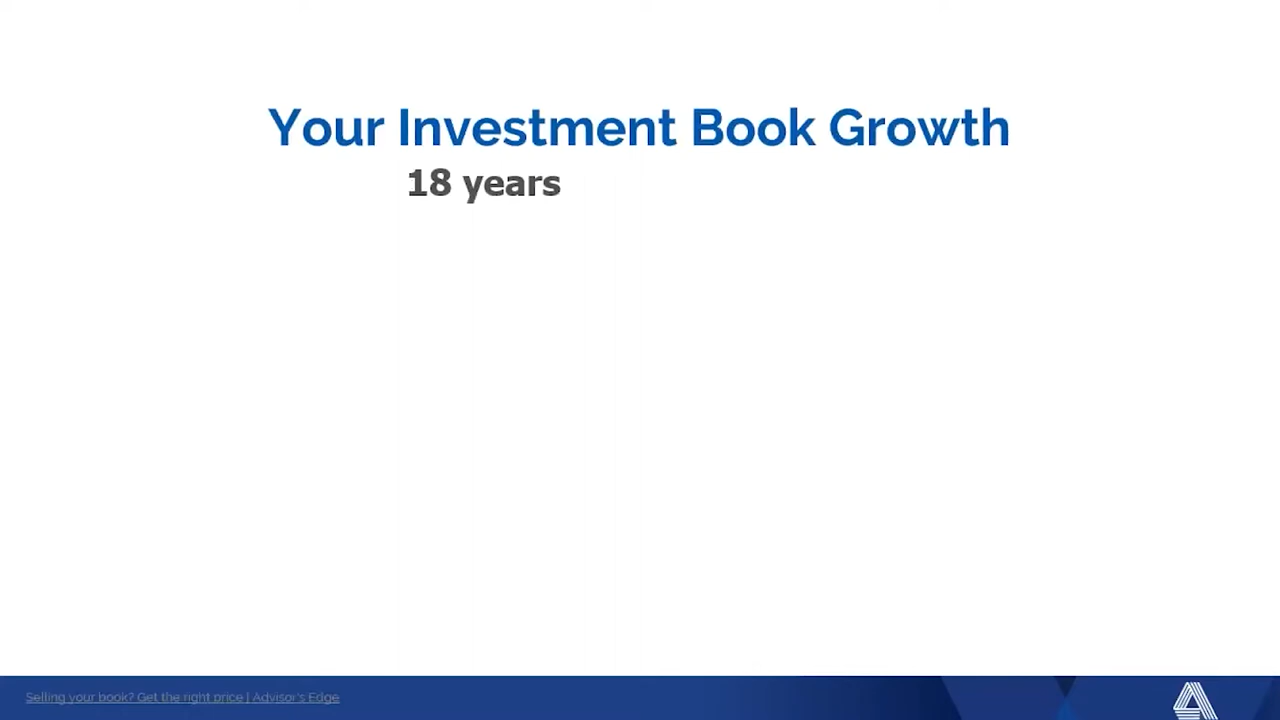 Your Investment Book Growth
18 years
Selling your book? Get the right price | Advisor's Edge